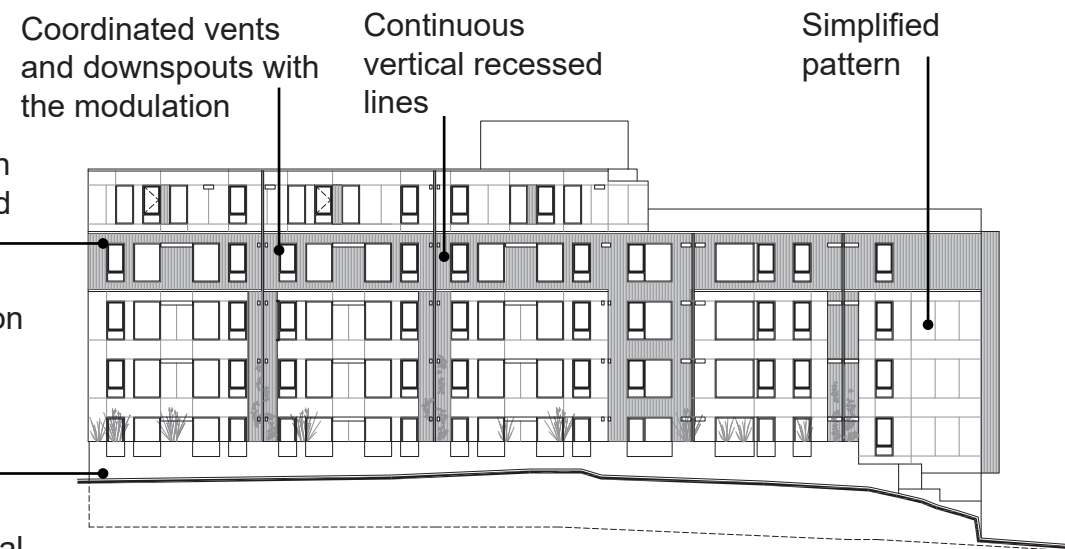 Coordinated vents
and downspouts with
the modulation
Continuous
vertical recessed
lines
Simplified
pattern